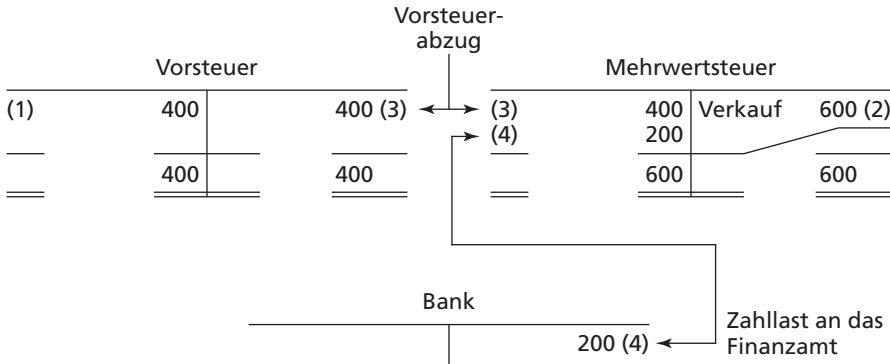 Vorsteuer-
abzug
Vorsteuer
Mehrwertsteuer
(1) 400 400 (3) (3) 400 Verkauf 600 (2)
(4) 200
400 400 600 600
Bank
200 (4)
Zahllast an das
Finanzamt